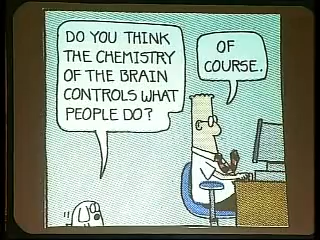 DO YOU THINK
THE CHEMISTRY
OF THE BRAIN
CONTROLS WHAT
PEOPLE DO?
OF
COURSE.